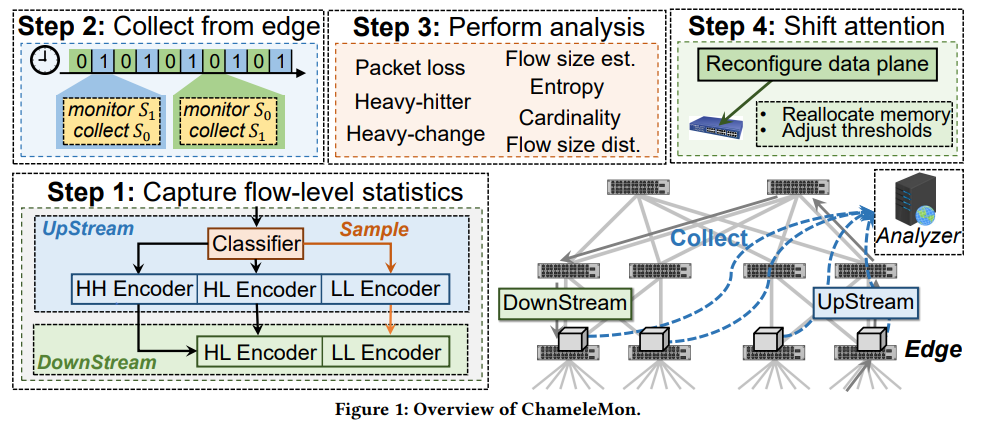 Step 2: Collect from edge
0 1 0 1 0 1 0 1 0 1
monitor S₁
collect S₀
monitor S₀
collect S₁
Step 3: Perform analysis
Packet loss
Heavy-hitter
Heavy-change
Flow size est.
Entropy
Cardinality
Flow size dist.
Step 4: Shift attention
Reconfigure data plane
• Reallocate memory
• Adjust thresholds
Step 1: Capture flow-level statistics
UpStream
Classifier
Sample
HH Encoder
HL Encoder
LL Encoder
DownStream
HL Encoder
LL Encoder
Collect
Analyzer
DownStream
UpStream
Edge
Figure 1: Overview of ChameleMon.